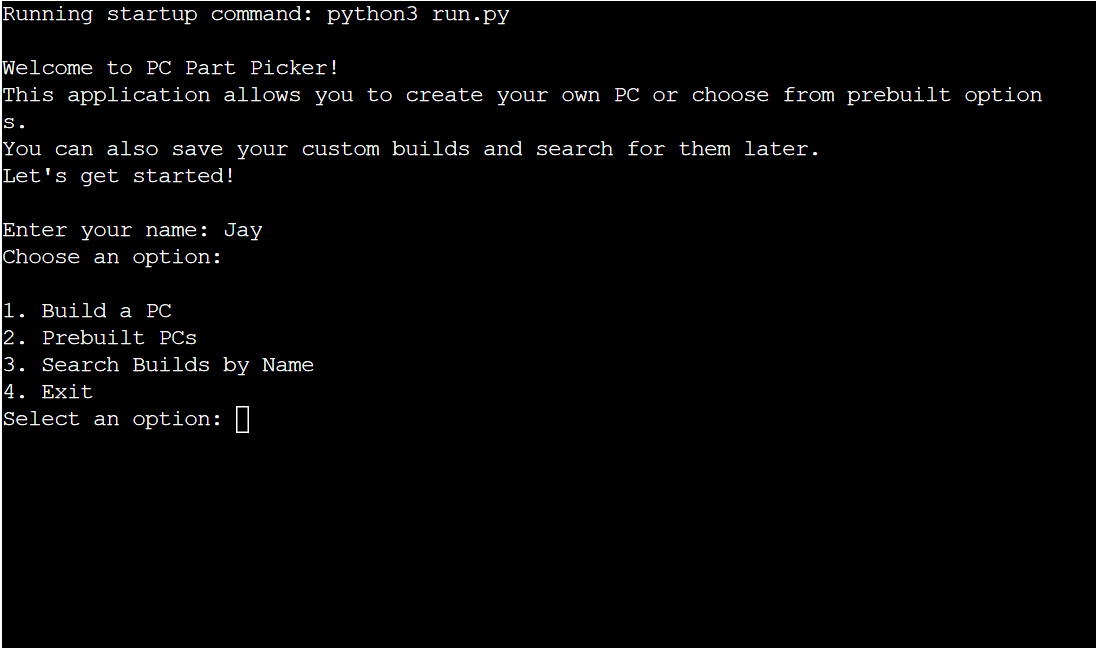 Running startup command: python3 run.py
Welcome to PC Part Picker!
This application allows you to create your own PC or choose from prebuilt option
s.
You can also save your custom builds and search for them later.
Let's get started!
Enter your name: Jay
Choose an option:
1. Build a PC
2. Prebuilt PCs
3. Search Builds by Name
4. Exit
Select an option: